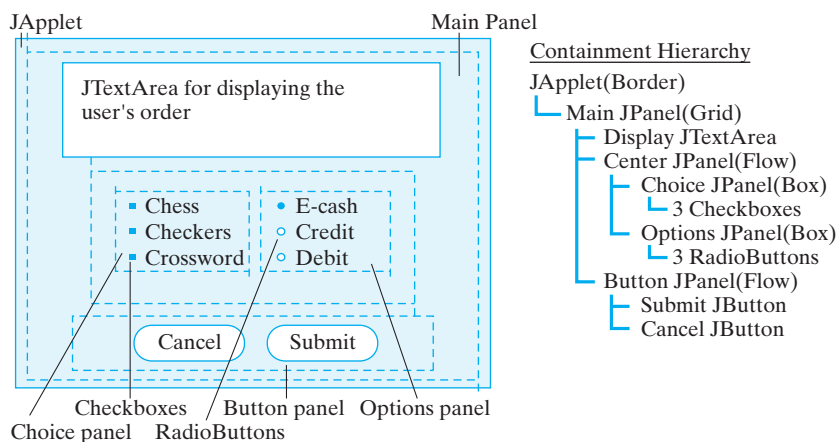 JApplet
Main Panel
JTextArea for displaying the
user's order
Chess
Checkers
Crossword
E-cash
Credit
Debit
Cancel
Submit
Checkboxes
Button panel
Options panel
Choice panel
RadioButtons
Containment Hierarchy
JApplet(Border)
Main JPanel(Grid)
Display JTextArea
Center JPanel(Flow)
Choice JPanel(Box)
3 Checkboxes
Options JPanel(Box)
3 RadioButtons
Button JPanel(Flow)
Submit JButton
Cancel JButton